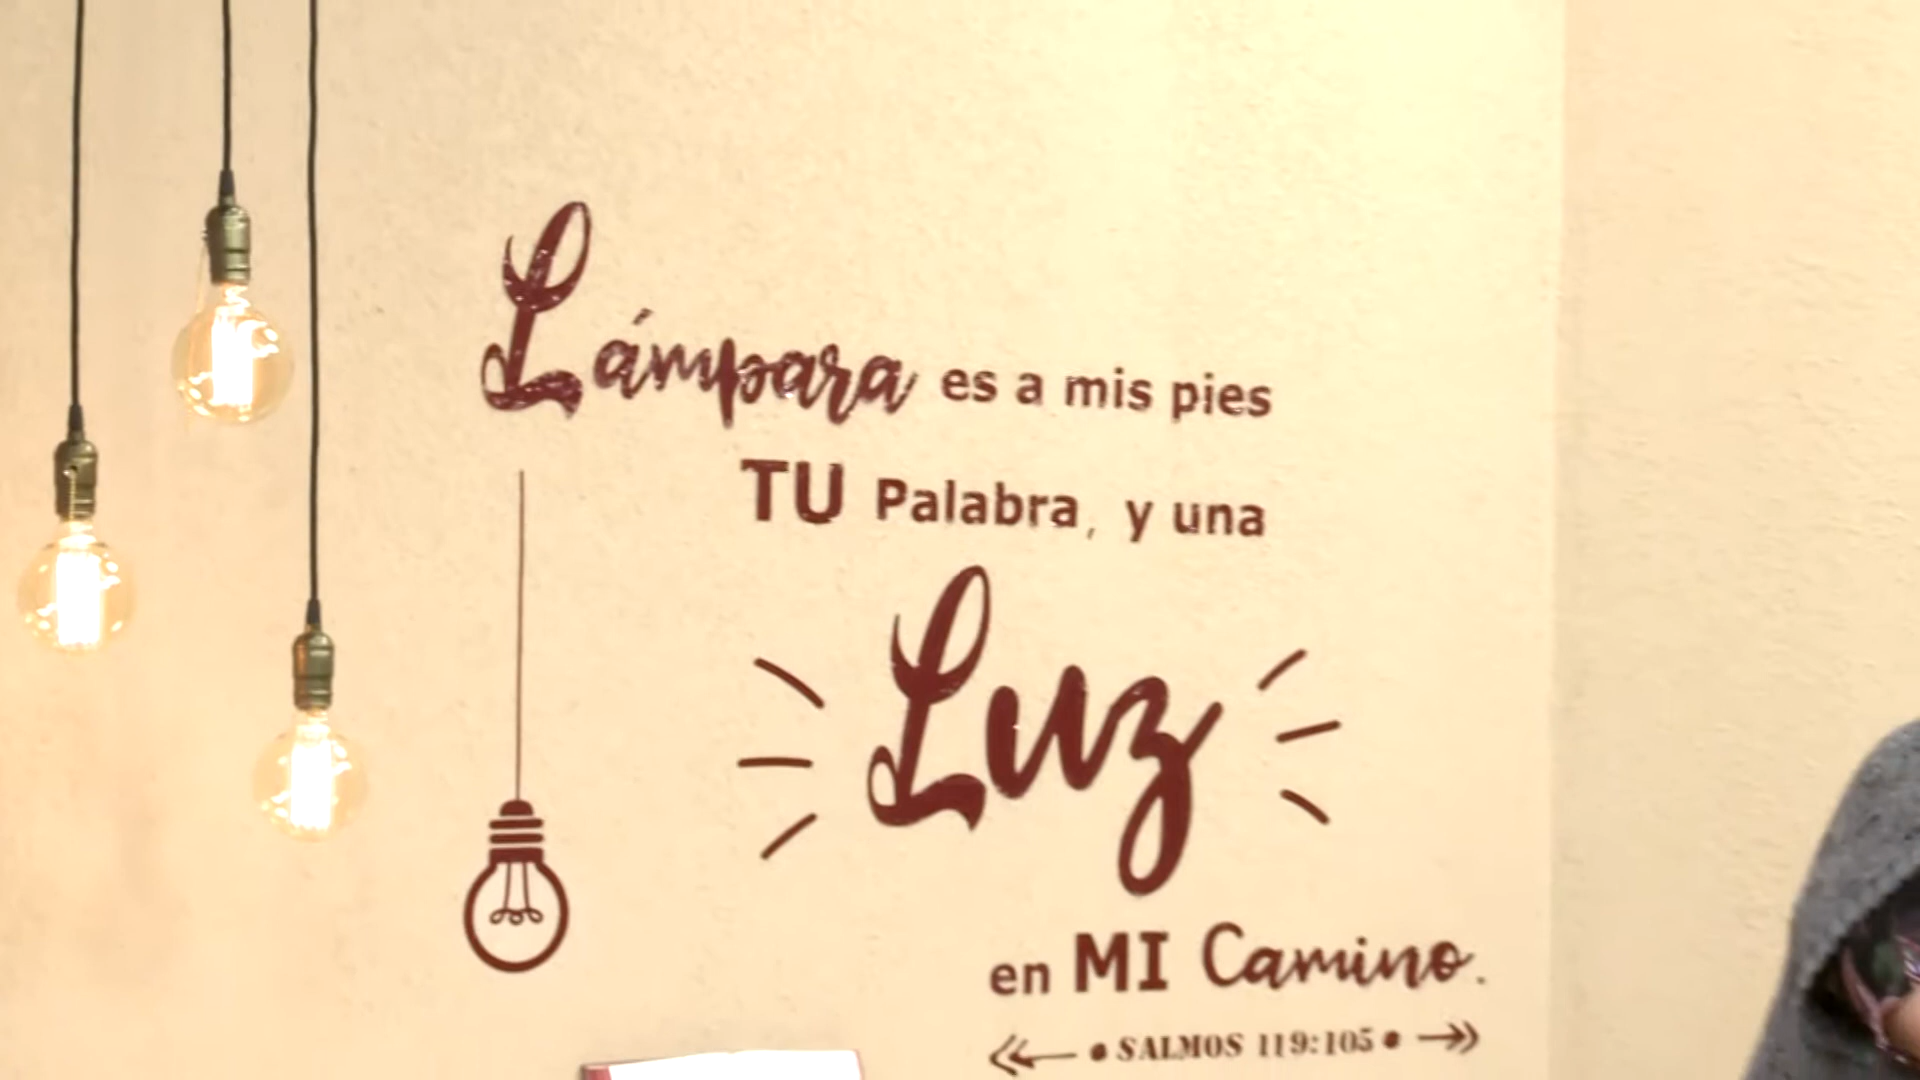 Lámpara es a mis pies
TU Palabra, y una
Luz
en MI Camino.
SALMOS 119:105